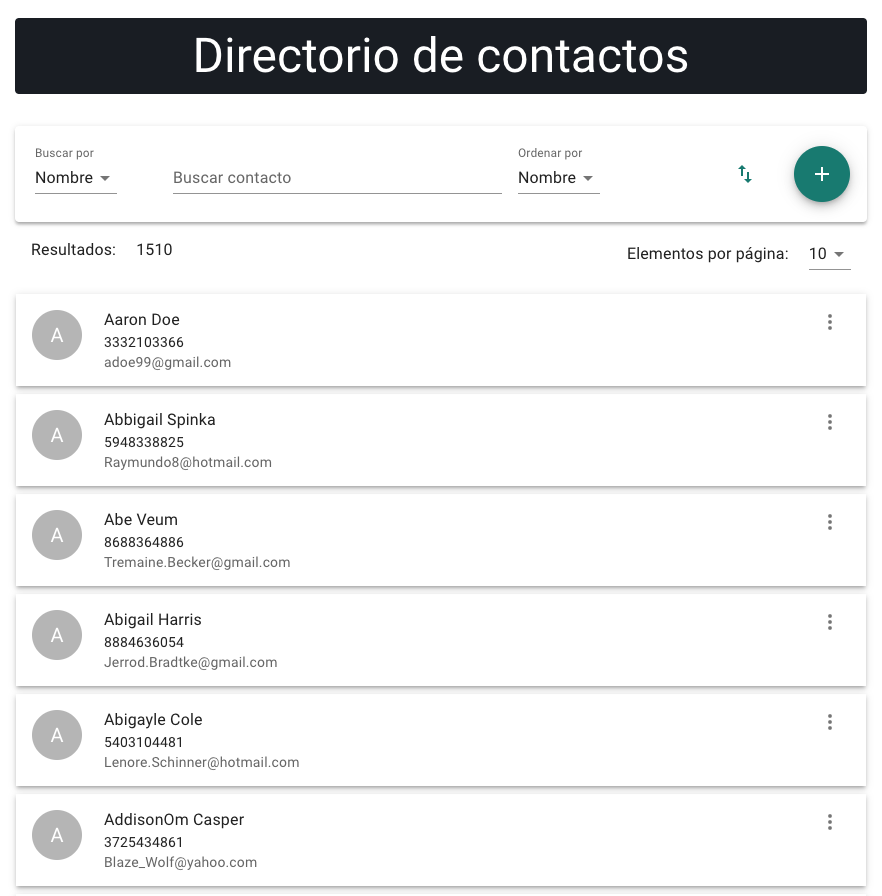 Directorio de contactos
Buscar por
Nombre
Buscar contacto
Ordenar por
Nombre
+
Resultados: 1510
Elementos por página: 10
A
Aaron Doe
3332103366
adoe99@gmail.com
A
Abbigail Spinka
5948338825
Raymundo8@hotmail.com
A
Abe Veum
8688364886
Tremaine.Becker@gmail.com
A
Abigail Harris
8884636054
Jerrod.Bradtke@gmail.com
A
Abigayle Cole
5403104481
Lenore.Schinner@hotmail.com
A
AddisonOm Casper
3725434861
Blaze_Wolf@yahoo.com